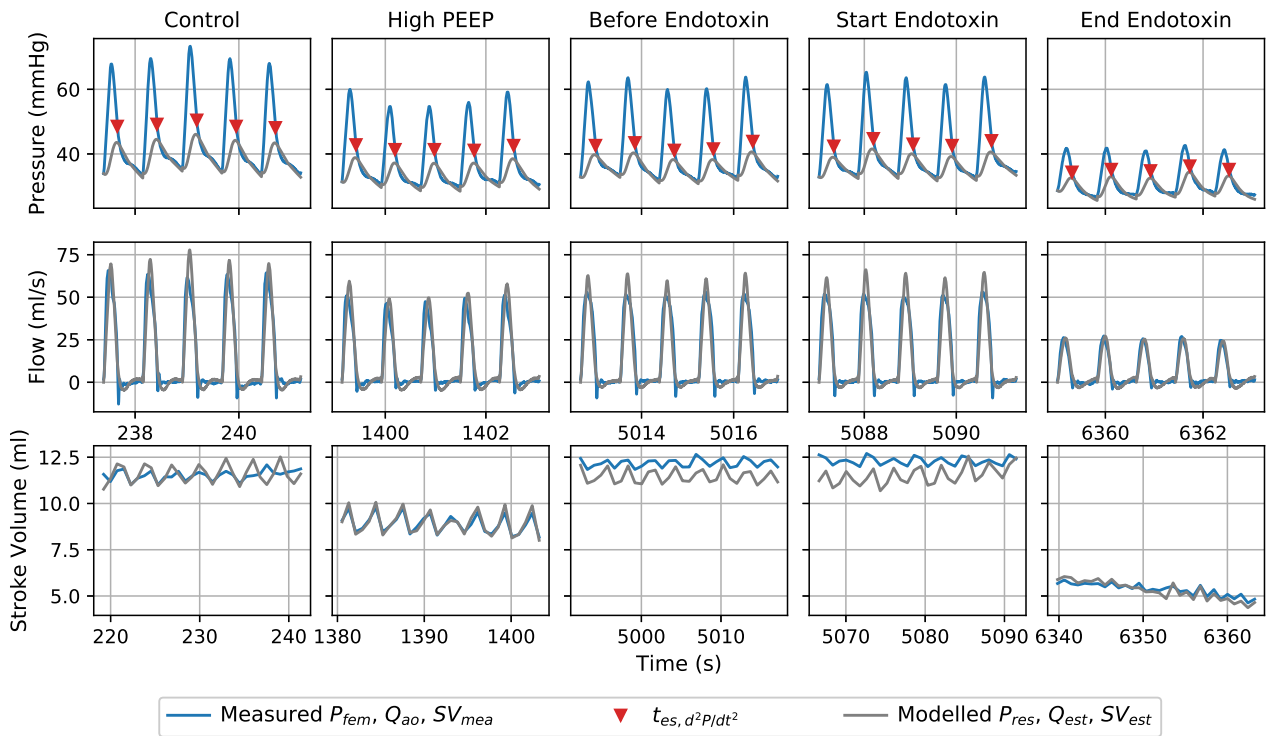 Control High PEEP Before Endotoxin Start Endotoxin End Endotoxin
Pressure (mmHg)
60
40
Flow (ml/s)
75
50
25
0
238 240 1400 1402 5014 5016 5088 5090 6360 6362
Stroke Volume (ml)
12.5
10.0
7.5
5.0
220 230 240 1380 1390 1400 5000 5010 5070 5080 5090 6340 6350 6360
Time (s)
Measured P_fem, Q_ao, SV_mea t_es, d²P/dt² Modelled P_res, Q_est, SV_est